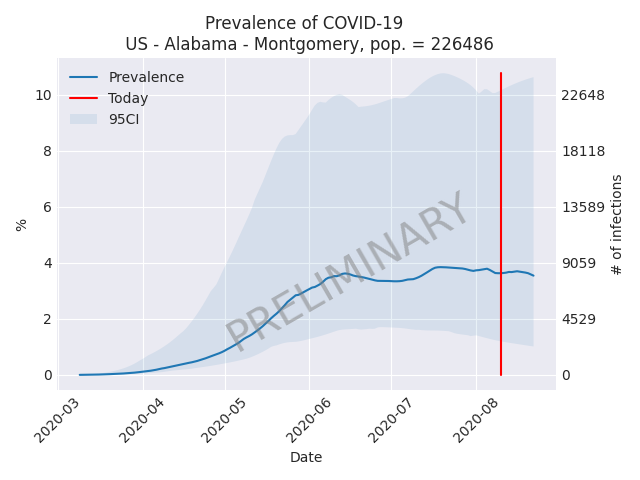 Prevalence of COVID-19
US - Alabama - Montgomery, pop. = 226486
Prevalence
Today
95CI
10
8
6
4
2
0
%
22648
18118
13589
9059
4529
0
# of infections
PRELIMINARY
2020-03
2020-04
2020-05
2020-06
2020-07
2020-08
Date